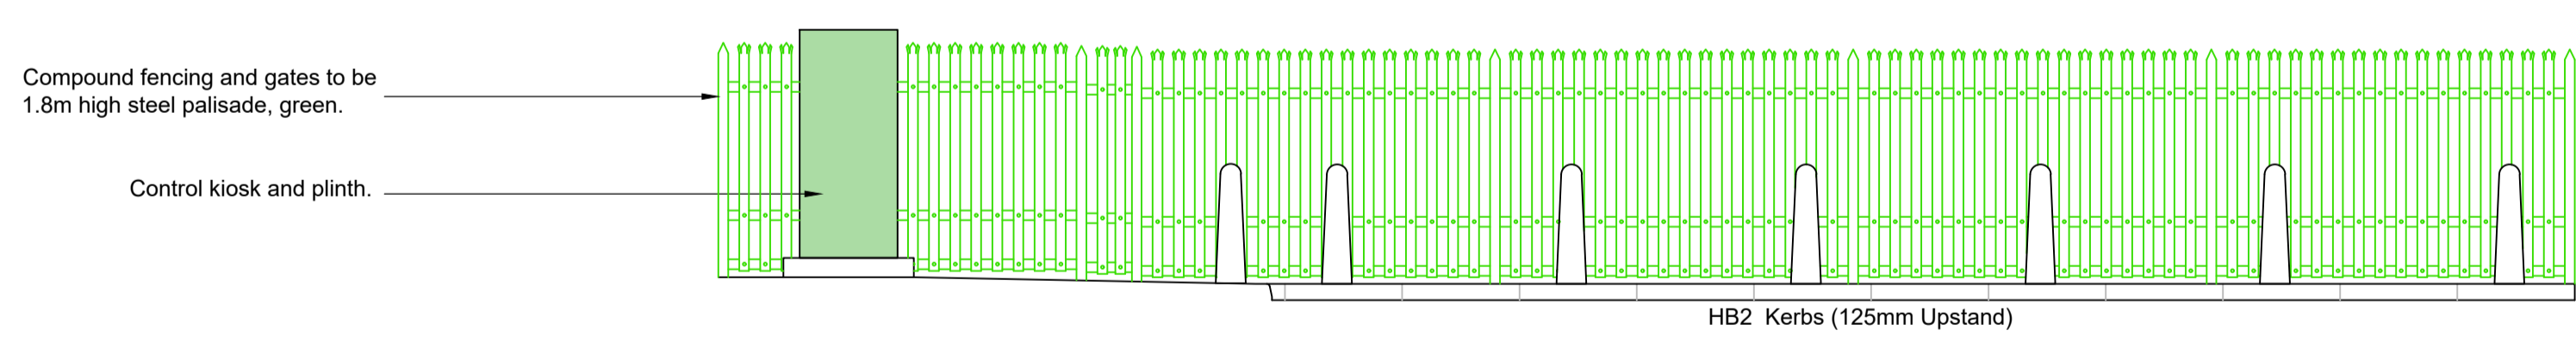 Compound fencing and gates to be
1.8m high steel palisade, green.
Control kiosk and plinth.
HB2  Kerbs (125mm Upstand)